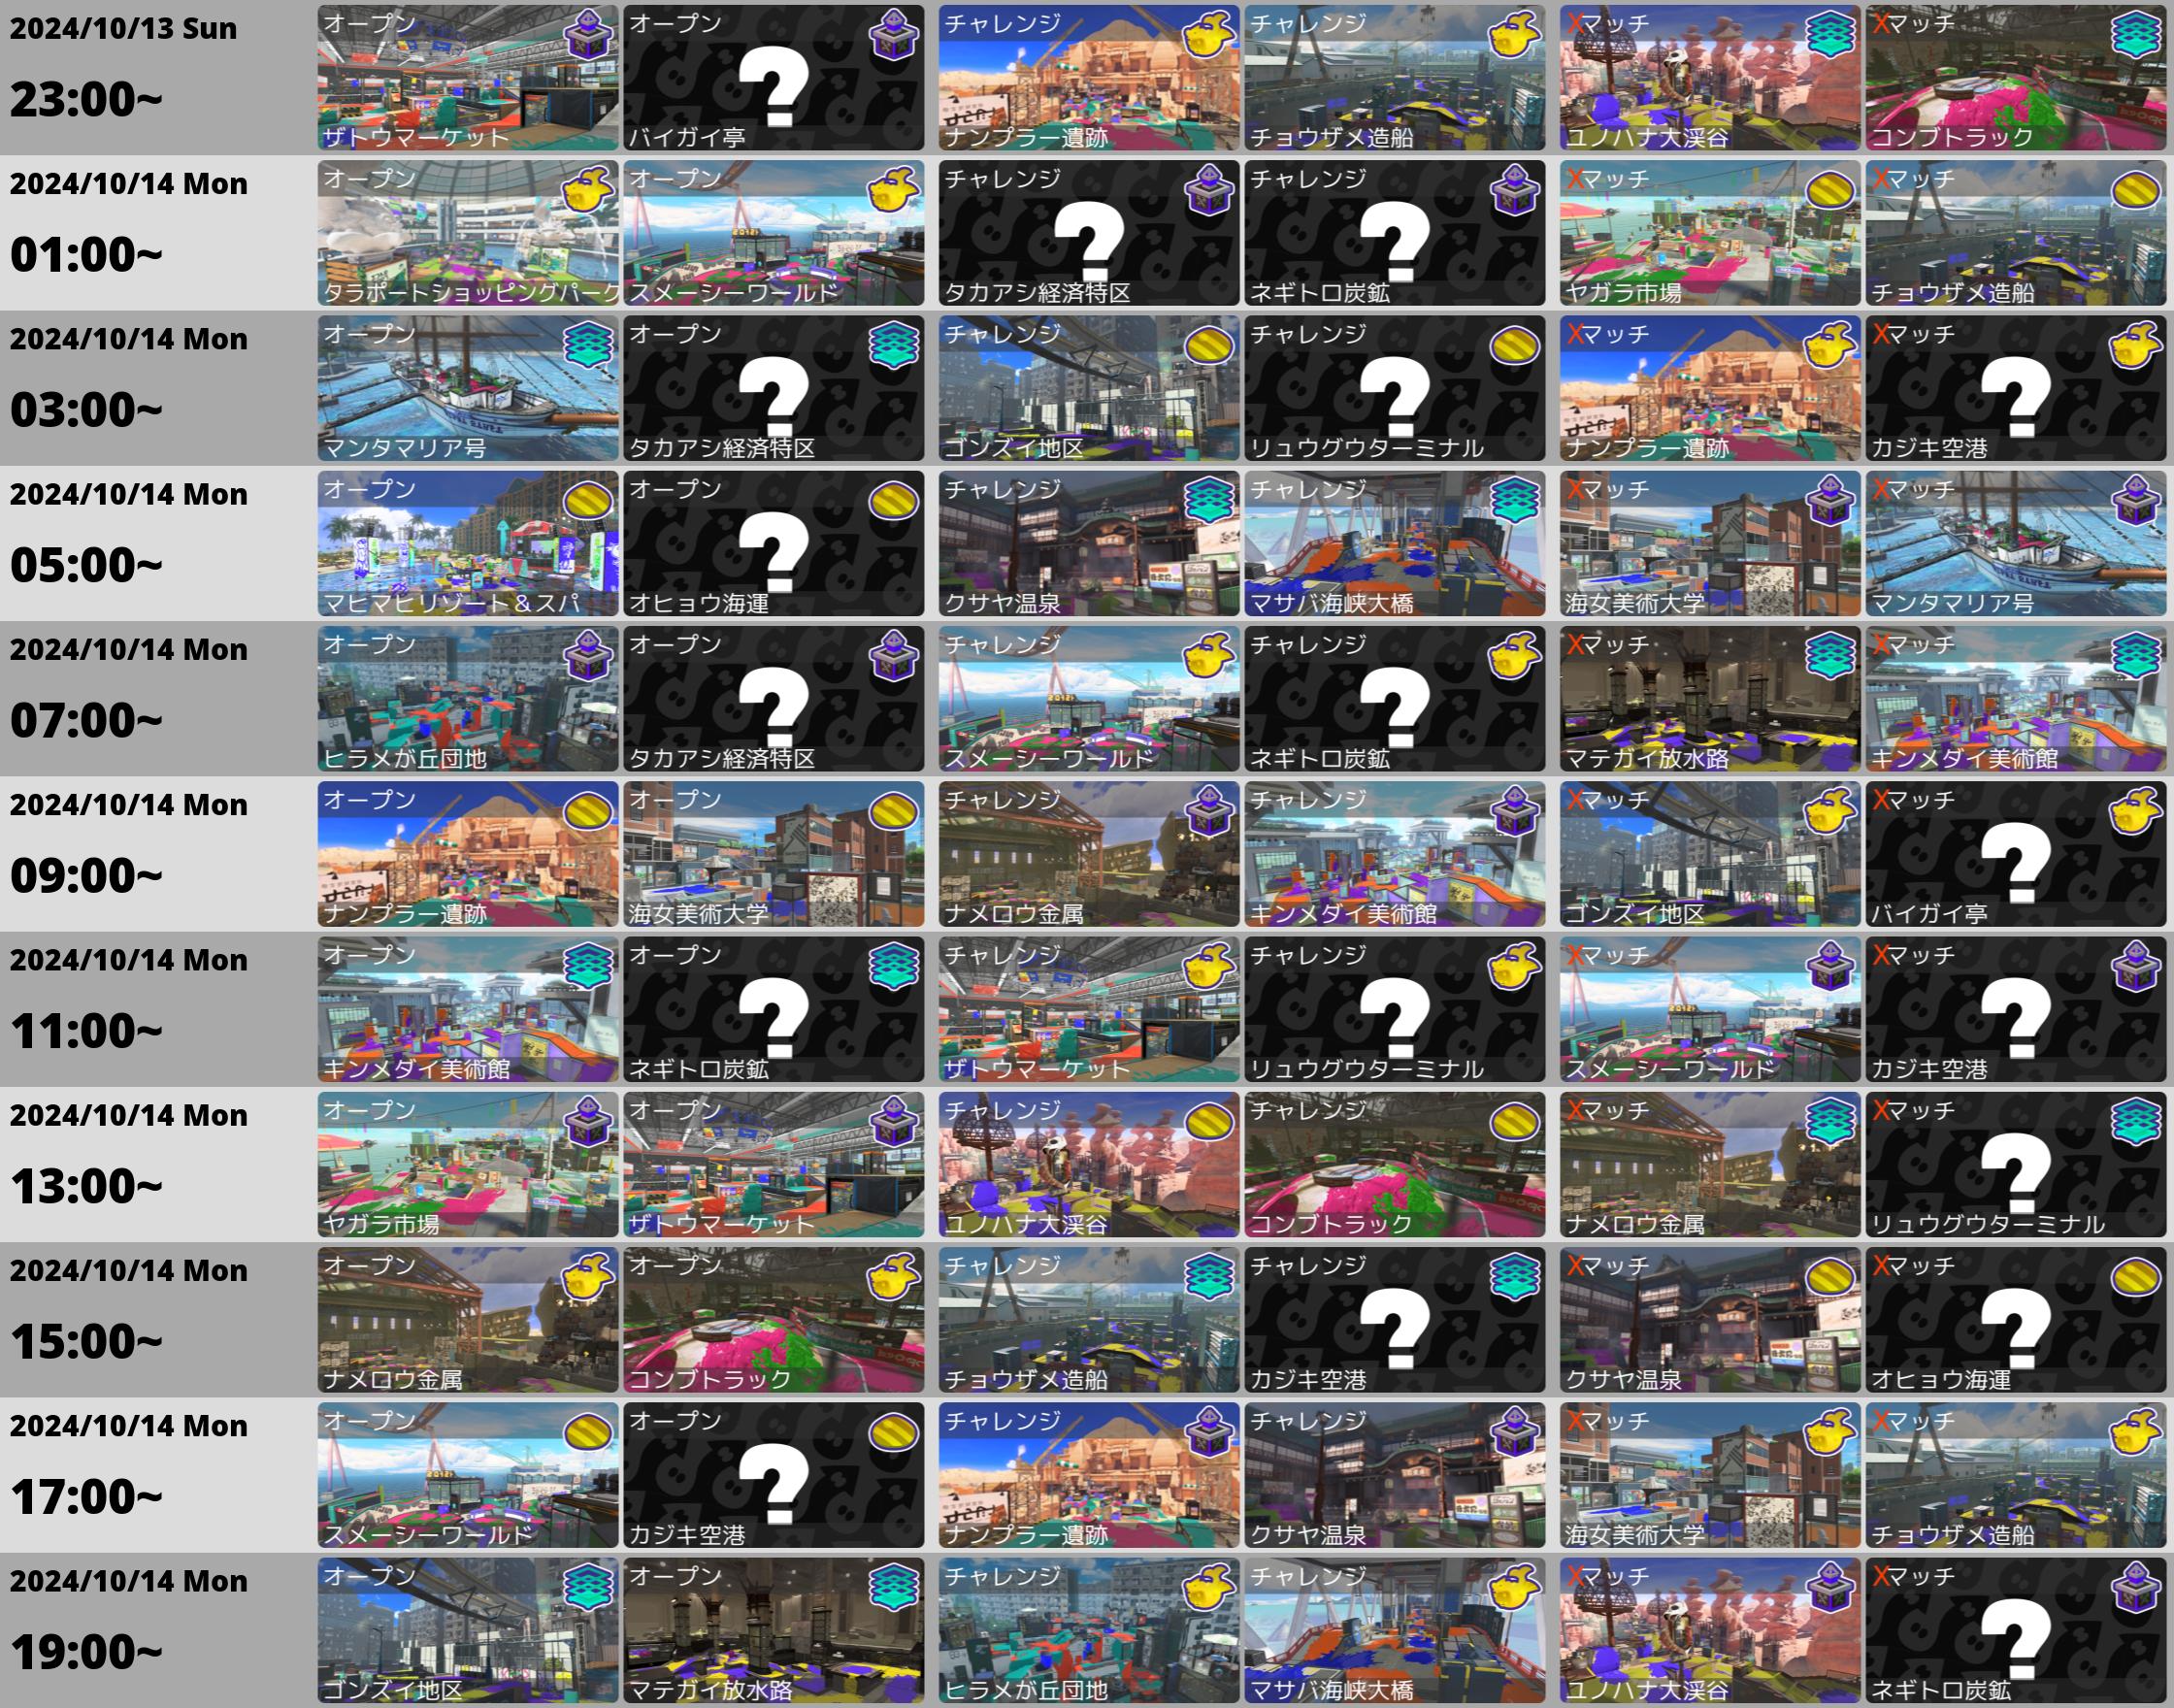 2024/10/13 Sun
23:00~
オープン オープン チャレンジ チャレンジ Xマッチ Xマッチ
ザトウマーケット バイガイ亭 ナンプラー遺跡 チョウザメ造船 ユノハナ大渓谷 コンブトラック
2024/10/14 Mon
01:00~
オープン オープン チャレンジ チャレンジ Xマッチ Xマッチ
タラポートショッピングパーク スメーシーワールド タカアシ経済特区 ネギトロ炭鉱 ヤガラ市場 チョウザメ造船
2024/10/14 Mon
03:00~
オープン オープン チャレンジ チャレンジ Xマッチ Xマッチ
マンタマリア号 タカアシ経済特区 ゴンズイ地区 リュウグウターミナル ナンプラー遺跡 カジキ空港
2024/10/14 Mon
05:00~
オープン オープン チャレンジ チャレンジ Xマッチ Xマッチ
マヒマヒリゾート&スパ オヒョウ海運 クサヤ温泉 マサバ海峡大橋 海女美術大学 マンタマリア号
2024/10/14 Mon
07:00~
オープン オープン チャレンジ チャレンジ Xマッチ Xマッチ
ヒラメが丘団地 タカアシ経済特区 スメーシーワールド ネギトロ炭鉱 マテガイ放水路 キンメダイ美術館
2024/10/14 Mon
09:00~
オープン オープン チャレンジ チャレンジ Xマッチ Xマッチ
ナンプラー遺跡 海女美術大学 ナメロウ金属 キンメダイ美術館 ゴンズイ地区 バイガイ亭
2024/10/14 Mon
11:00~
オープン オープン チャレンジ チャレンジ Xマッチ Xマッチ
キンメダイ美術館 ネギトロ炭鉱 ザトウマーケット リュウグウターミナル スメーシーワールド カジキ空港
2024/10/14 Mon
13:00~
オープン オープン チャレンジ チャレンジ Xマッチ Xマッチ
ヤガラ市場 ザトウマーケット ユノハナ大渓谷 コンブトラック ナメロウ金属 リュウグウターミナル
2024/10/14 Mon
15:00~
オープン オープン チャレンジ チャレンジ Xマッチ Xマッチ
ナメロウ金属 コンブトラック チョウザメ造船 カジキ空港 クサヤ温泉 オヒョウ海運
2024/10/14 Mon
17:00~
オープン オープン チャレンジ チャレンジ Xマッチ Xマッチ
スメーシーワールド カジキ空港 ナンプラー遺跡 クサヤ温泉 海女美術大学 チョウザメ造船
2024/10/14 Mon
19:00~
オープン オープン チャレンジ チャレンジ Xマッチ Xマッチ
ゴンズイ地区 マテガイ放水路 ヒラメが丘団地 マサバ海峡大橋 ユノハナ大渓谷 ネギトロ炭鉱